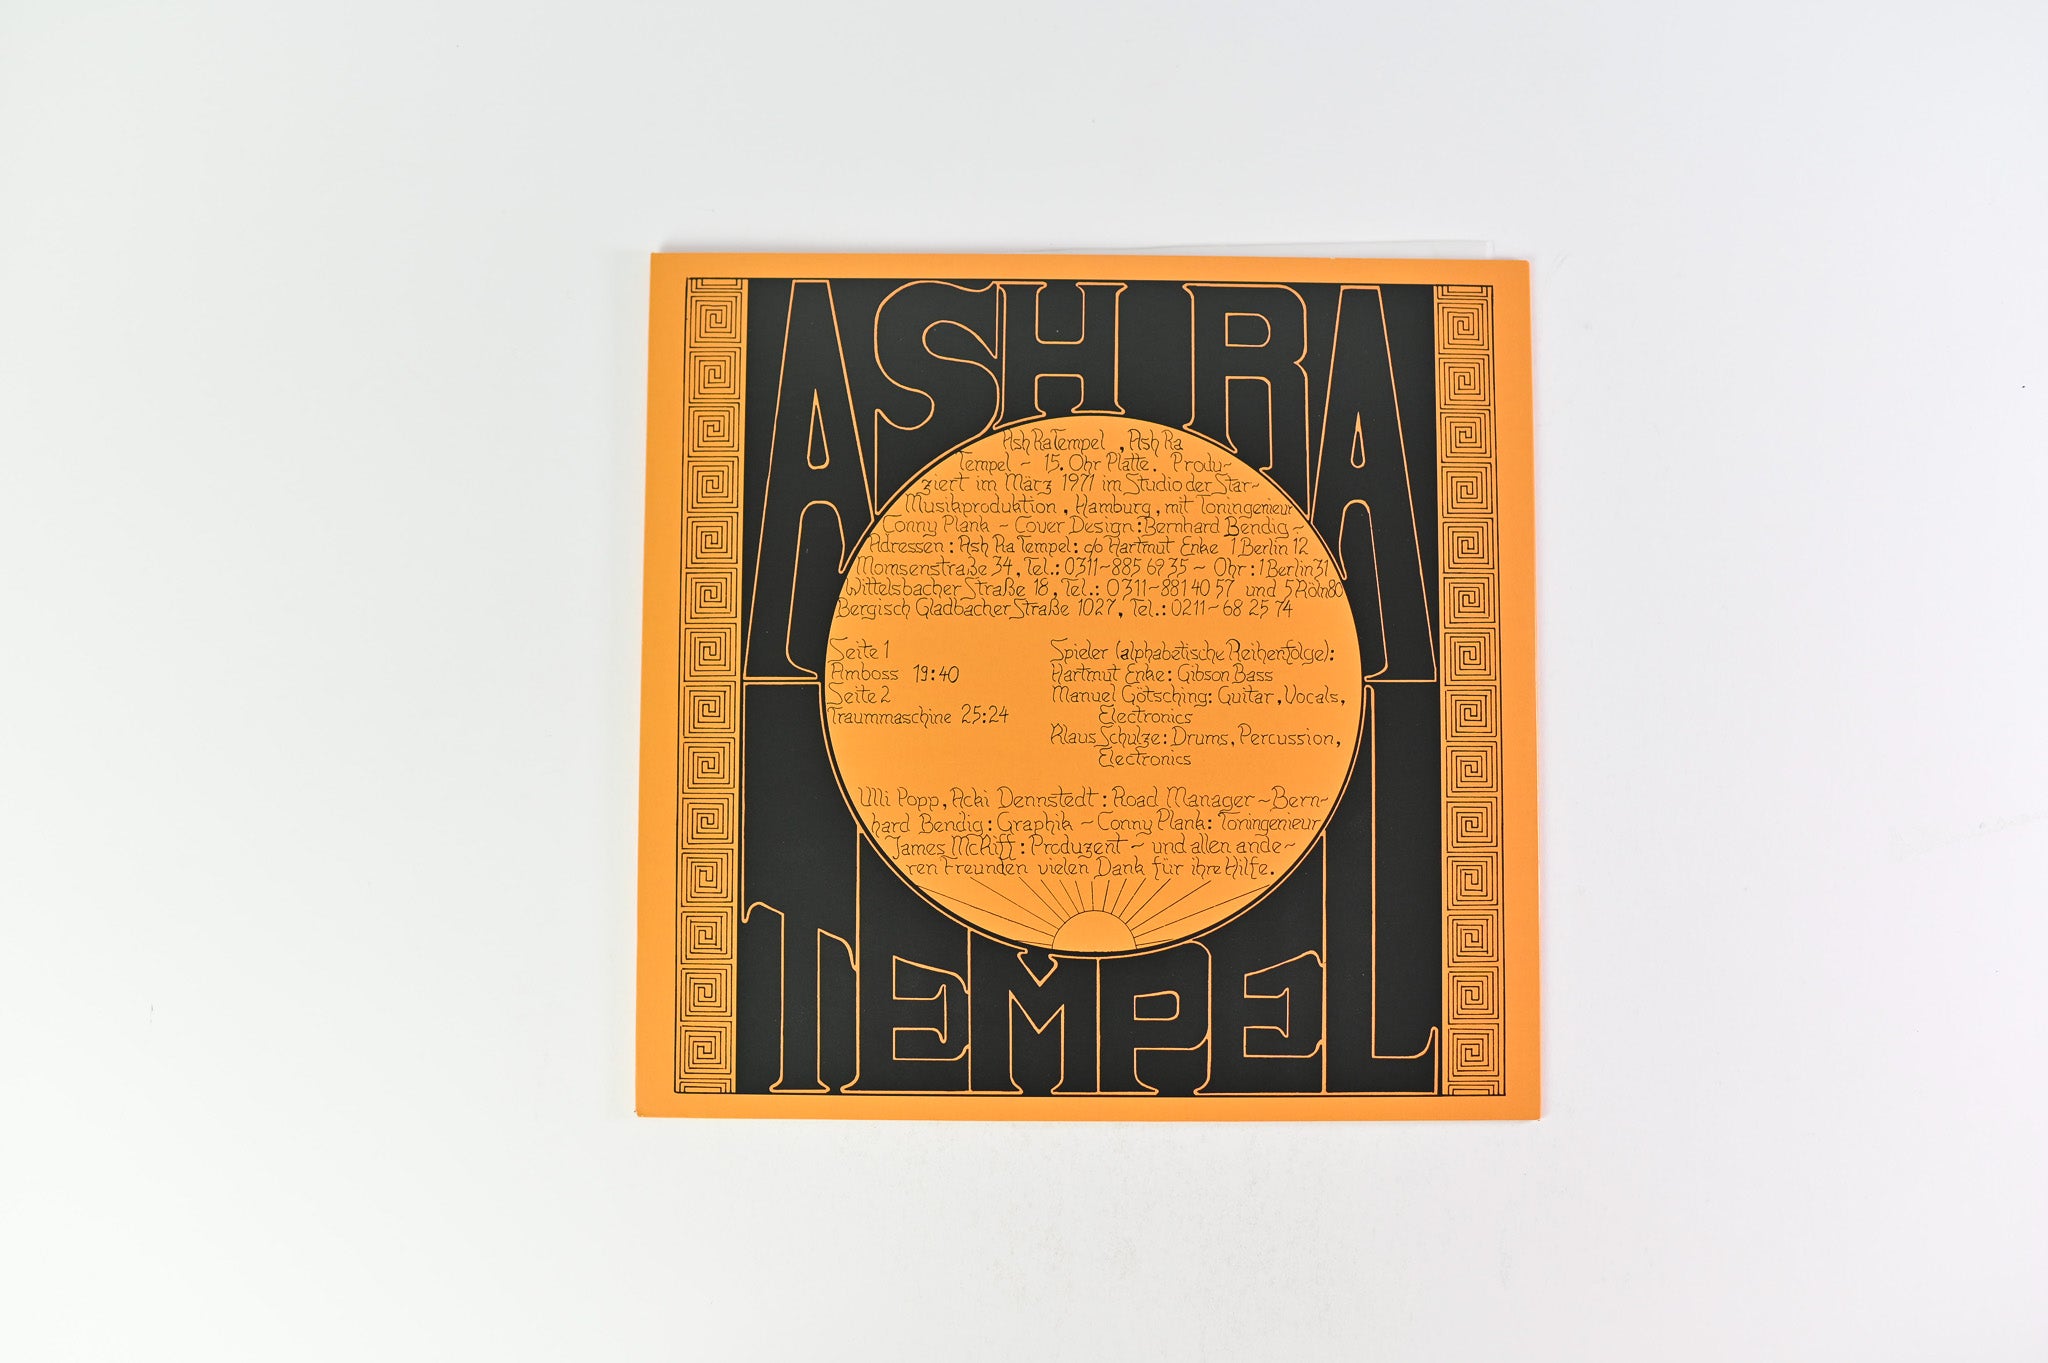 ASH RA
Ash Ra Tempel, Ash Ra
Tempel ~ 15. Ohr Platte. Produ-
ziert im März 1971 im Studio der Star-
Musikproduktion, Hamburg, mit Toningenieur
Conny Plank ~ Cover Design: Bernhard Bendig ~
Adressen: Ash Ra Tempel: c/o Hartmut Enke 1 Berlin 12
Momsenstraße 34, Tel.: 0311~885 69 35 ~ Ohr: 1 Berlin 31
Wittelsbacher Straße 18, Tel.: 0311~881 40 57 und 5 Köln 80
Bergisch Gladbacher Straße 1027, Tel.: 0211~68 25 74
Seite 1
Amboss 19:40
Seite 2
Traummaschine 25:24
Spieler (alphabetische Reihenfolge):
Hartmut Enke: Gibson Bass
Manuel Götsching: Guitar, Vocals,
Electronics
Klaus Schulze: Drums, Percussion,
Electronics
Ulli Popp, Acki Dennstedt: Road Manager ~ Bern-
hard Bendig: Graphik ~ Conny Plank: Toningenieur
James McRiff: Produzent ~ und allen ande-
ren Freunden vielen Dank für ihre Hilfe.
TEMPEL